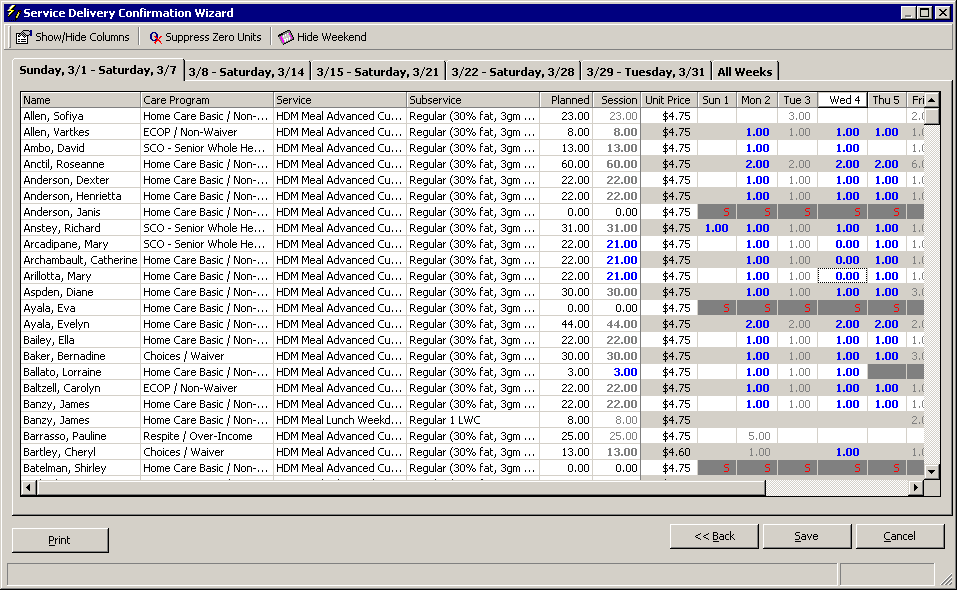 Service Delivery Confirmation Wizard
Show/Hide Columns Suppress Zero Units Hide Weekend
Sunday, 3/1 - Saturday, 3/7 3/8 - Saturday, 3/14 3/15 - Saturday, 3/21 3/22 - Saturday, 3/28 3/29 - Tuesday, 3/31 All Weeks
Name Care Program Service Subservice Planned Session Unit Price Sun 1 Mon 2 Tue 3 Wed 4 Thu 5 Fri
Allen, Sofiya Home Care Basic / Non-... HDM Meal Advanced Cu... Regular (30% fat, 3gm ... 23.00 23.00 $4.75 3.00 2.0
Allen, Vartkes ECOP / Non-Waiver HDM Meal Advanced Cu... Regular (30% fat, 3gm ... 8.00 8.00 $4.75 1.00 1.00 1.00 1.0
Ambo, David SCO - Senior Whole He... HDM Meal Advanced Cu... Regular (30% fat, 3gm ... 13.00 13.00 $4.75 1.00 1.00 1.0
Anctil, Roseanne Home Care Basic / Non-... HDM Meal Advanced Cu... Regular (30% fat, 3gm ... 60.00 60.00 $4.75 2.00 2.00 2.00 2.00 6.0
Anderson, Dexter Home Care Basic / Non-... HDM Meal Advanced Cu... Regular (30% fat, 3gm ... 22.00 22.00 $4.75 1.00 1.00 1.00 1.00 1.0
Anderson, Henrietta Home Care Basic / Non-... HDM Meal Advanced Cu... Regular (30% fat, 3gm ... 22.00 22.00 $4.75 1.00 1.00 1.00 1.00 1.0
Anderson, Janis Home Care Basic / Non-... HDM Meal Advanced Cu... Regular (30% fat, 3gm ... 0.00 0.00 $4.75 S S S S S
Anstey, Richard SCO - Senior Whole He... HDM Meal Advanced Cu... Regular (30% fat, 3gm ... 31.00 31.00 $4.75 1.00 1.00 1.00 1.00 1.00 1.0
Arcadipane, Mary SCO - Senior Whole He... HDM Meal Advanced Cu... Regular (30% fat, 3gm ... 22.00 21.00 $4.75 1.00 1.00 0.00 1.00 1.0
Archambault, Catherine Home Care Basic / Non-... HDM Meal Advanced Cu... Regular (30% fat, 3gm ... 22.00 21.00 $4.75 1.00 1.00 0.00 1.00 1.0
Arillotta, Mary Home Care Basic / Non-... HDM Meal Advanced Cu... Regular (30% fat, 3gm ... 22.00 21.00 $4.75 1.00 1.00 0.00 1.00 1.0
Aspden, Diane Home Care Basic / Non-... HDM Meal Advanced Cu... Regular (30% fat, 3gm ... 30.00 30.00 $4.75 1.00 1.00 1.00 1.00 3.0
Ayala, Eva Home Care Basic / Non-... HDM Meal Advanced Cu... Regular (30% fat, 3gm ... 0.00 0.00 $4.75 S S S S S
Ayala, Evelyn Home Care Basic / Non-... HDM Meal Advanced Cu... Regular (30% fat, 3gm ... 44.00 44.00 $4.75 2.00 2.00 2.00 2.00 2.0
Bailey, Ella Home Care Basic / Non-... HDM Meal Advanced Cu... Regular (30% fat, 3gm ... 22.00 22.00 $4.75 1.00 1.00 1.00 1.00 1.0
Baker, Bernadine Choices / Waiver HDM Meal Advanced Cu... Regular (30% fat, 3gm ... 30.00 30.00 $4.75 1.00 1.00 1.00 1.00 3.0
Ballato, Lorraine Home Care Basic / Non-... HDM Meal Advanced Cu... Regular (30% fat, 3gm ... 3.00 3.00 $4.75 1.00 1.00 1.00
Baltzell, Carolyn ECOP / Non-Waiver HDM Meal Advanced Cu... Regular (30% fat, 3gm ... 22.00 22.00 $4.75 1.00 1.00 1.00 1.00 1.0
Banzy, James Home Care Basic / Non-... HDM Meal Advanced Cu... Regular (30% fat, 3gm ... 22.00 22.00 $4.75 1.00 1.00 1.00 1.00 1.0
Banzy, James Home Care Basic / Non-... HDM Meal Lunch Weekd... Regular 1 LWC 8.00 8.00 $4.75 2.0
Barrasso, Pauline Respite / Over-Income HDM Meal Advanced Cu... Regular (30% fat, 3gm ... 25.00 25.00 $4.75 5.00
Bartley, Cheryl Choices / Waiver HDM Meal Advanced Cu... Regular (30% fat, 3gm ... 13.00 13.00 $4.60 1.00 1.00 1.0
Batelman, Shirley Home Care Basic / Non-... HDM Meal Advanced Cu... Regular (30% fat, 3gm ... 0.00 0.00 $4.75 S S S S S
Print << Back Save Cancel